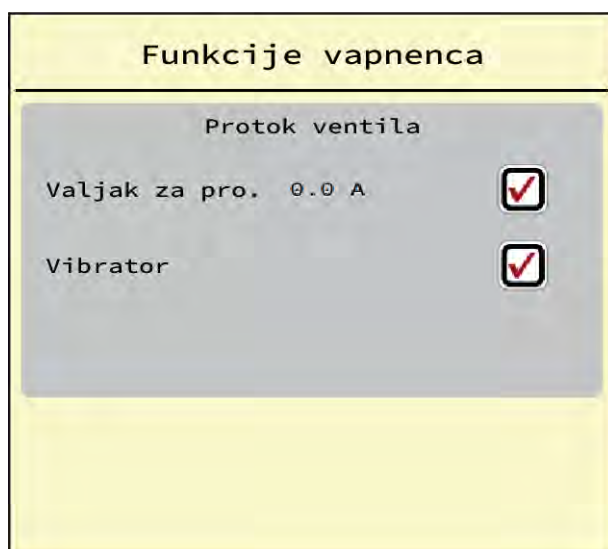 Funkcije vapnenca
Protok ventila
Valjak za pro. 0.0 A
Vibrator